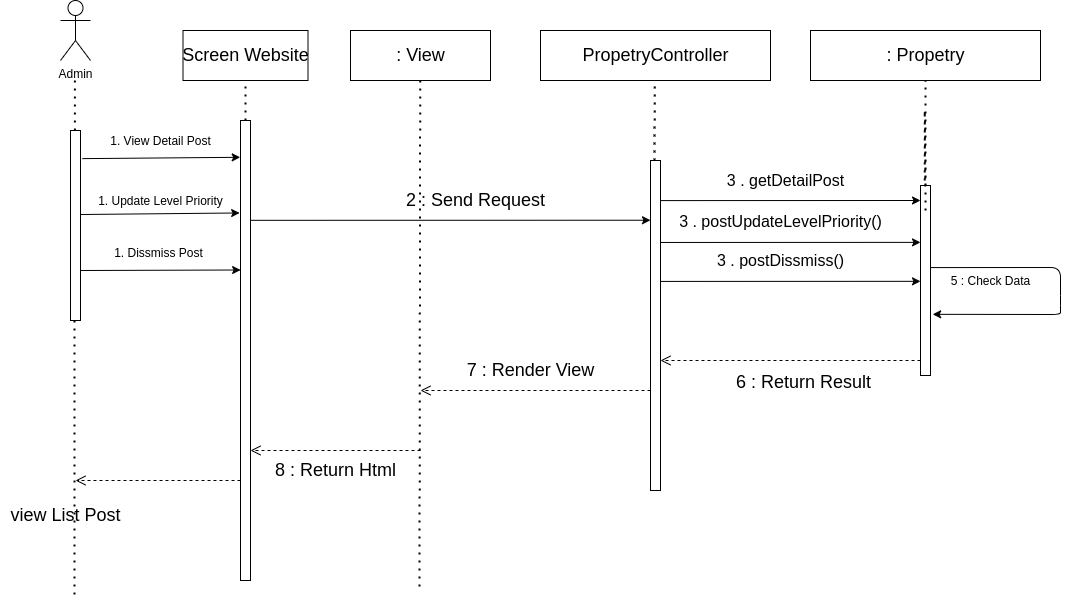 Admin
Screen Website
: View
PropetryController
: Propetry
1. View Detail Post
1. Update Level Priority
1. Dissmiss Post
2 : Send Request
3 . getDetailPost
3 . postUpdateLevelPriority()
3 . postDissmiss()
5 : Check Data
6 : Return Result
7 : Render View
8 : Return Html
view List Post